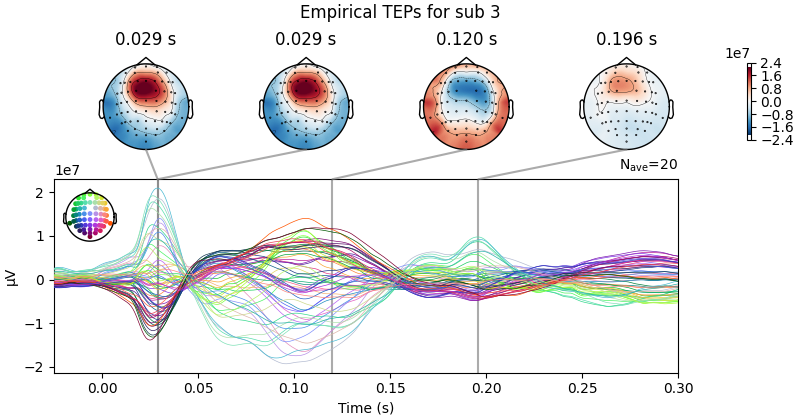 Empirical TEPs for sub 3
0.029 s 0.029 s 0.120 s 0.196 s
1e7
2.4
1.6
0.8
0.0
−0.8
−1.6
−2.4
1e7
Nave=20
2
1
0
−1
−2
µV
0.00 0.05 0.10 0.15 0.20 0.25 0.30
Time (s)